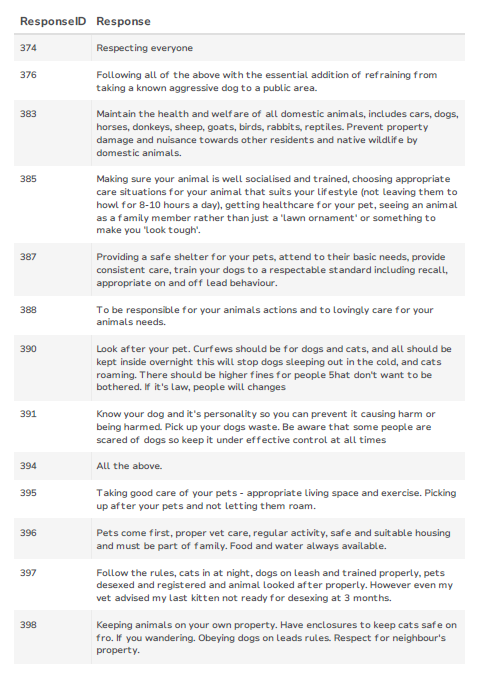 ResponseID Response
374 Respecting everyone
376 Following all of the above with the essential addition of refraining from
taking a known aggressive dog to a public area.
383 Maintain the health and welfare of all domestic animals, includes cars, dogs,
horses, donkeys, sheep, goats, birds, rabbits, reptiles. Prevent property
damage and nuisance towards other residents and native wildlife by
domestic animals.
385 Making sure your animal is well socialised and trained, choosing appropriate
care situations for your animal that suits your lifestyle (not leaving them to
howl for 8-10 hours a day), getting healthcare for your pet, seeing an animal
as a family member rather than just a 'lawn ornament' or something to
make you 'look tough'.
387 Providing a safe shelter for your pets, attend to their basic needs, provide
consistent care, train your dogs to a respectable standard including recall,
appropriate on and off lead behaviour.
388 To be responsible for your animals actions and to lovingly care for your
animals needs.
390 Look after your pet. Curfews should be for dogs and cats, and all should be
kept inside overnight this will stop dogs sleeping out in the cold, and cats
roaming. There should be higher fines for people 5hat don't want to be
bothered. If it's law, people will changes
391 Know your dog and it's personality so you can prevent it causing harm or
being harmed. Pick up your dogs waste. Be aware that some people are
scared of dogs so keep it under effective control at all times
394 All the above.
395 Taking good care of your pets - appropriate living space and exercise. Picking
up after your pets and not letting them roam.
396 Pets come first, proper vet care, regular activity, safe and suitable housing
and must be part of family. Food and water always available.
397 Follow the rules, cats in at night, dogs on leash and trained properly, pets
desexed and registered and animal looked after properly. However even my
vet advised my last kitten not ready for desexing at 3 months.
398 Keeping animals on your own property. Have enclosures to keep cats safe on
fro. If you wandering. Obeying dogs on leads rules. Respect for neighbour's
property.